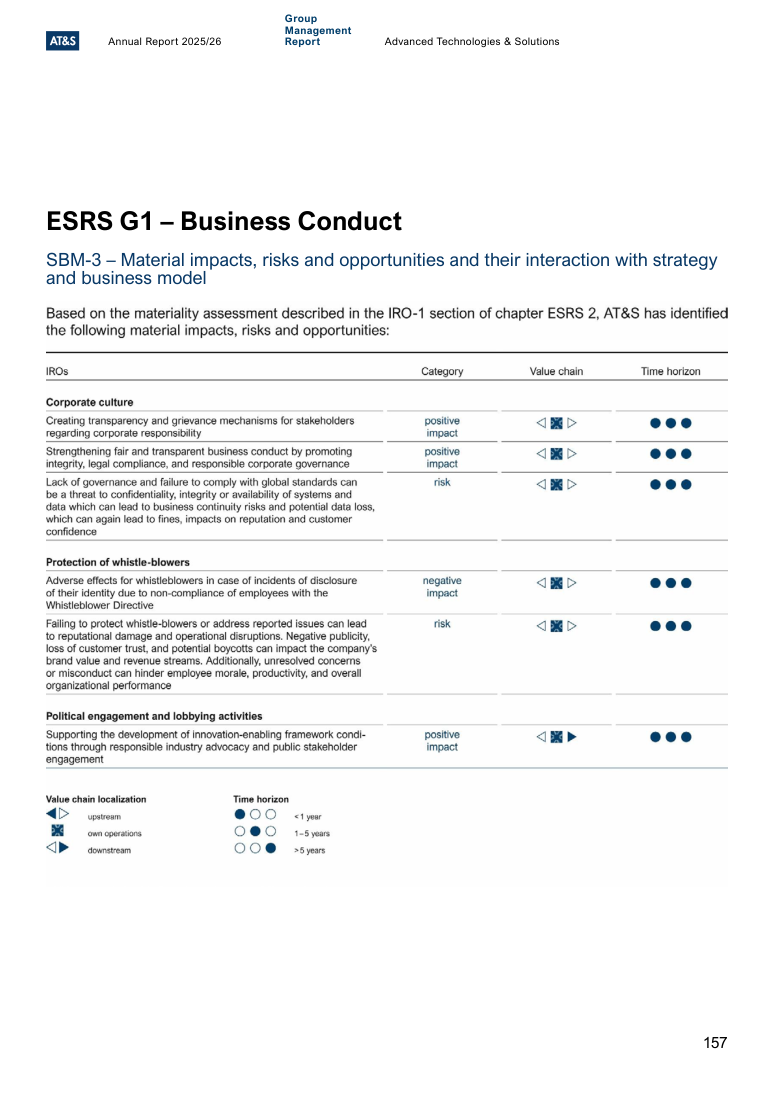 AT&S
Annual Report 2025/26
Group
Management
Report
Advanced Technologies & Solutions
ESRS G1 – Business Conduct
SBM-3 – Material impacts, risks and opportunities and their interaction with strategy
and business model
Based on the materiality assessment described in the IRO-1 section of chapter ESRS 2, AT&S has identified
the following material impacts, risks and opportunities:
IROs Category Value chain Time horizon
Corporate culture
Creating transparency and grievance mechanisms for stakeholders
regarding corporate responsibility
positive
impact
Strengthening fair and transparent business conduct by promoting
integrity, legal compliance, and responsible corporate governance
positive
impact
Lack of governance and failure to comply with global standards can
be a threat to confidentiality, integrity or availability of systems and
data which can lead to business continuity risks and potential data loss,
which can again lead to fines, impacts on reputation and customer
confidence
risk
Protection of whistle-blowers
Adverse effects for whistleblowers in case of incidents of disclosure
of their identity due to non-compliance of employees with the
Whistleblower Directive
negative
impact
Failing to protect whistle-blowers or address reported issues can lead
to reputational damage and operational disruptions. Negative publicity,
loss of customer trust, and potential boycotts can impact the company's
brand value and revenue streams. Additionally, unresolved concerns
or misconduct can hinder employee morale, productivity, and overall
organizational performance
risk
Political engagement and lobbying activities
Supporting the development of innovation-enabling framework condi-
tions through responsible industry advocacy and public stakeholder
engagement
positive
impact
Value chain localization
upstream
own operations
downstream
Time horizon
< 1 year
1–5 years
> 5 years
157